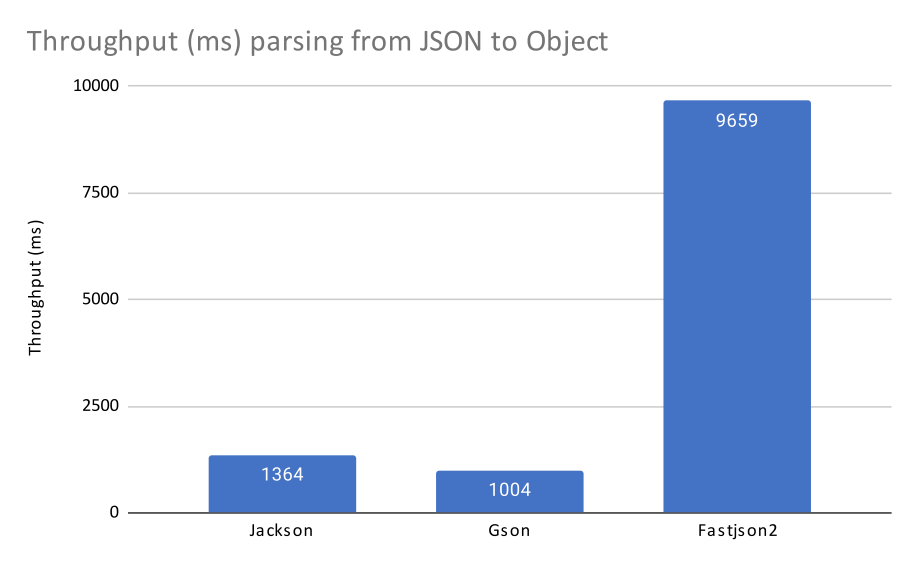 Throughput (ms) parsing from JSON to Object
10000
9659
7500
Throughput (ms)
5000
2500
1364
1004
0
Jackson Gson Fastjson2